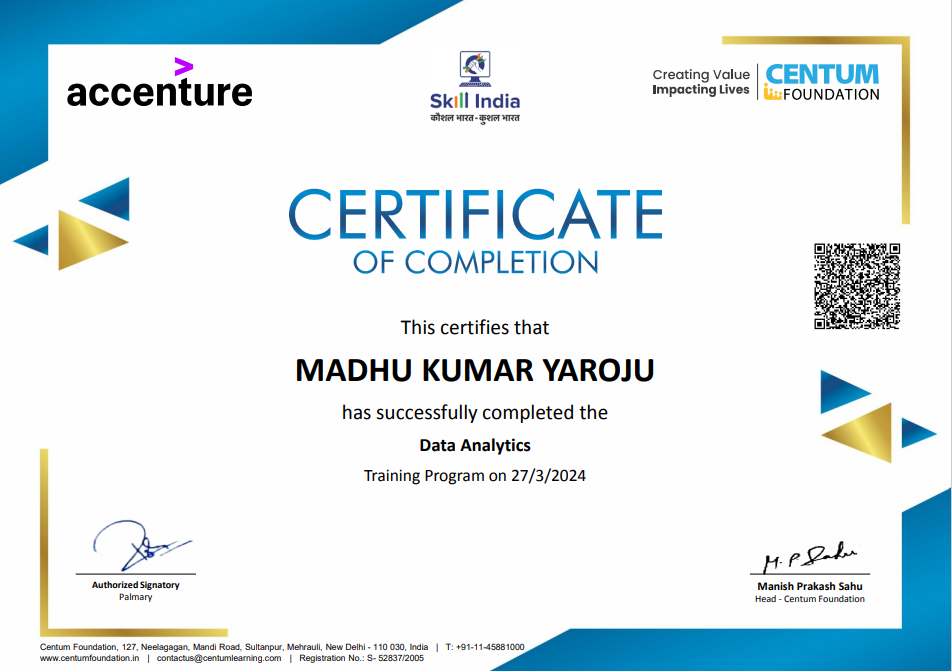 accenture
Skill India
कौशल भारत - कुशल भारत
Creating Value
Impacting Lives
CENTUM
FOUNDATION
CERTIFICATE
OF COMPLETION
This certifies that
MADHU KUMAR YAROJU
has successfully completed the
Data Analytics
Training Program on 27/3/2024
Authorized Signatory
Palmary
M. P Sahu
Manish Prakash Sahu
Head - Centum Foundation
Centum Foundation, 127, Neelagagan, Mandi Road, Sultanpur, Mehrauli, New Delhi - 110 030, India | T: +91-11-45881000
www.centumfoundation.in | contactus@centumlearning.com | Registration No.: S- 52837/2005